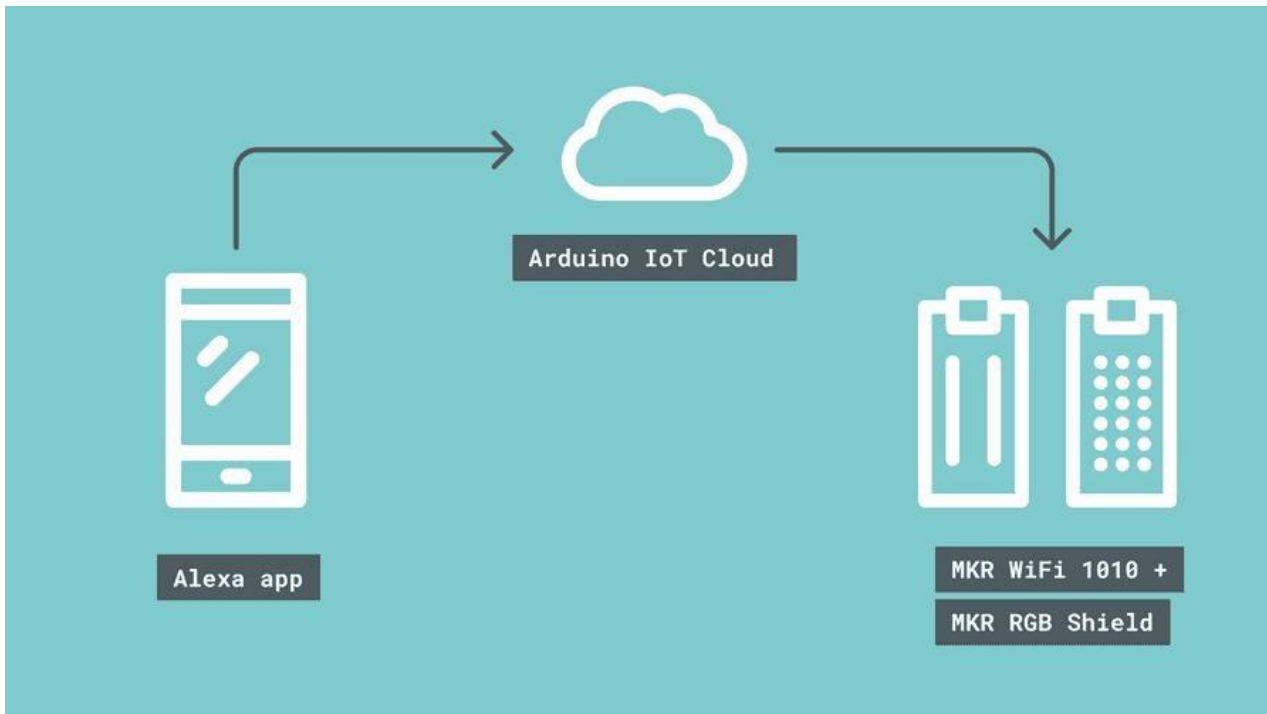 Arduino IoT Cloud
Alexa app
MKR WiFi 1010 +
MKR RGB Shield